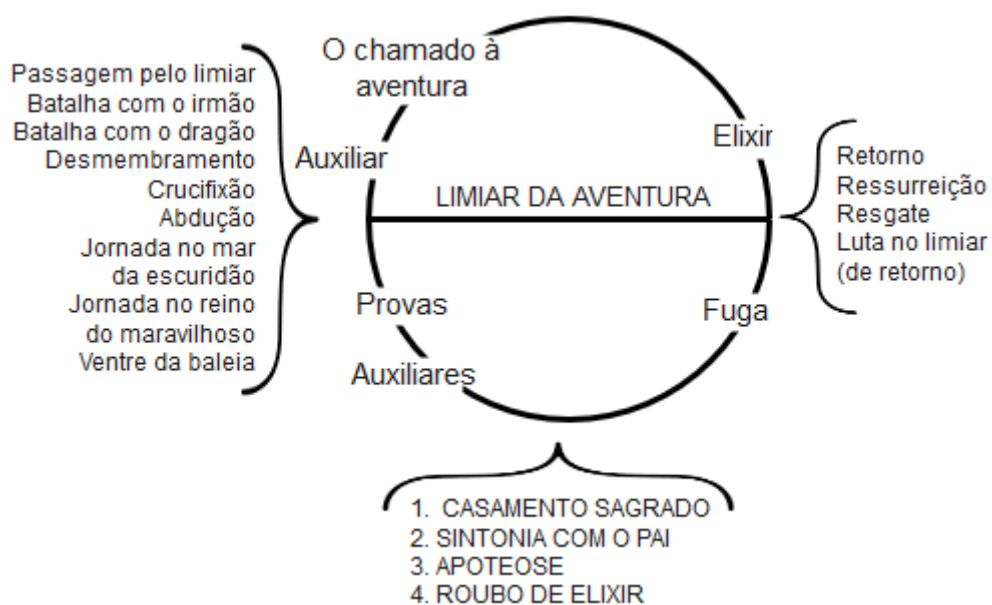 O chamado à
aventura
Passagem pelo limiar
Batalha com o irmão
Batalha com o dragão
Desmembramento
Crucifixão
Abdução
Jornada no mar
da escuridão
Jornada no reino
do maravilhoso
Ventre da baleia
Auxiliar
Elixir
LIMIAR DA AVENTURA
Retorno
Ressurreição
Resgate
Luta no limiar
(de retorno)
Provas
Fuga
Auxiliares
1. CASAMENTO SAGRADO
2. SINTONIA COM O PAI
3. APOTEOSE
4. ROUBO DE ELIXIR